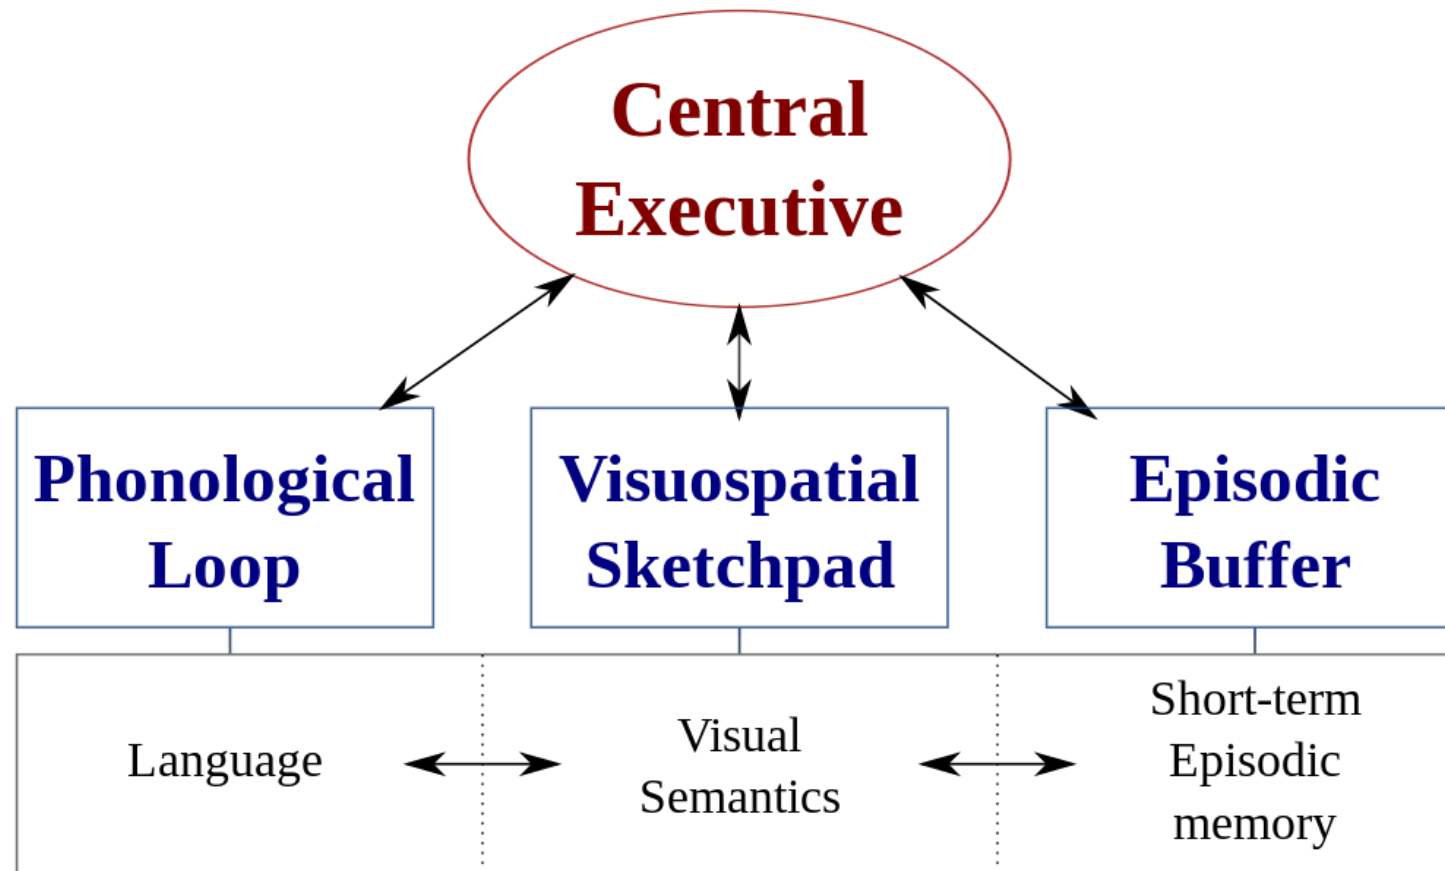 Central
Executive
Phonological
Loop
Visuospatial
Sketchpad
Episodic
Buffer
Language
Visual
Semantics
Short-term
Episodic
memory